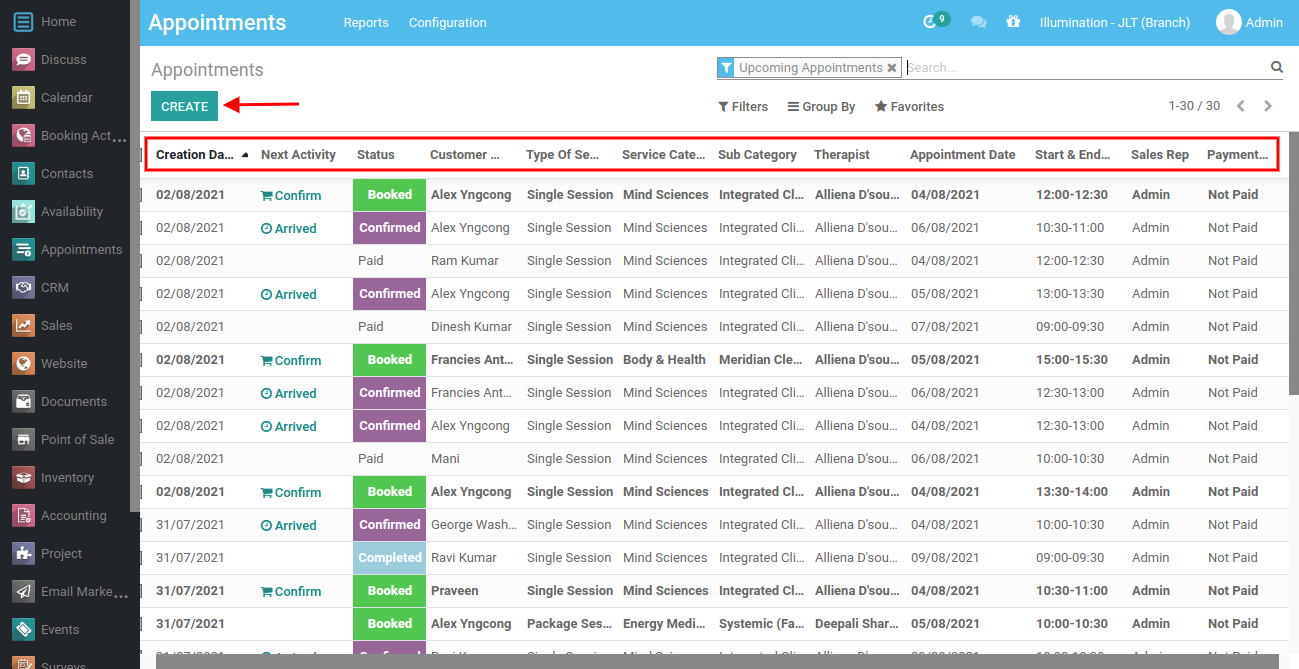 Home
Discuss
Calendar
Booking Act...
Contacts
Availability
Appointments
CRM
Sales
Website
Documents
Point of Sale
Inventory
Accounting
Project
Email Marke...
Events
Surveys
Appointments Reports Configuration 9 Illumination - JLT (Branch) Admin
Appointments
Upcoming Appointments Search...
CREATE
Filters Group By Favorites 1-30 / 30
Creation Da... Next Activity Status Customer ... Type Of Se... Service Cate... Sub Category Therapist Appointment Date Start & End... Sales Rep Payment...
02/08/2021 Confirm Booked Alex Yngcong Single Session Mind Sciences Integrated Cl... Alliena D'sou... 04/08/2021 12:00-12:30 Admin Not Paid
02/08/2021 Arrived Confirmed Alex Yngcong Single Session Mind Sciences Integrated Cli... Alliena D'sou... 06/08/2021 10:30-11:00 Admin Not Paid
02/08/2021 Paid Ram Kumar Single Session Mind Sciences Integrated Cli... Alliena D'sou... 04/08/2021 12:00-12:30 Admin Not Paid
02/08/2021 Arrived Confirmed Alex Yngcong Single Session Mind Sciences Integrated Cli... Alliena D'sou... 05/08/2021 13:00-13:30 Admin Not Paid
02/08/2021 Paid Dinesh Kumar Single Session Mind Sciences Integrated Cli... Alliena D'sou... 07/08/2021 09:00-09:30 Admin Not Paid
02/08/2021 Confirm Booked Francies Ant... Single Session Body & Health Meridian Cle... Alliena D'sou... 05/08/2021 15:00-15:30 Admin Not Paid
02/08/2021 Arrived Confirmed Francies Ant... Single Session Mind Sciences Integrated Cli... Alliena D'sou... 06/08/2021 12:30-13:00 Admin Not Paid
02/08/2021 Arrived Confirmed Alex Yngcong Single Session Mind Sciences Integrated Cli... Alliena D'sou... 04/08/2021 12:30-13:00 Admin Not Paid
02/08/2021 Paid Mani Single Session Mind Sciences Integrated Cli... Alliena D'sou... 06/08/2021 10:00-10:30 Admin Not Paid
02/08/2021 Confirm Booked Alex Yngcong Single Session Mind Sciences Integrated Cl... Alliena D'sou... 04/08/2021 13:30-14:00 Admin Not Paid
31/07/2021 Arrived Confirmed George Wash... Single Session Mind Sciences Integrated Cli... Alliena D'sou... 04/08/2021 10:00-10:30 Admin Not Paid
31/07/2021 Completed Ravi Kumar Single Session Mind Sciences Integrated Cli... Alliena D'sou... 09/08/2021 09:00-09:30 Admin Not Paid
31/07/2021 Confirm Booked Praveen Single Session Mind Sciences Integrated Cl... Alliena D'sou... 04/08/2021 10:30-11:00 Admin Not Paid
31/07/2021 Booked Alex Yngcong Package Ses... Energy Medi... Systemic (Fa... Deepali Shar... 05/08/2021 10:00-10:30 Admin Not Paid